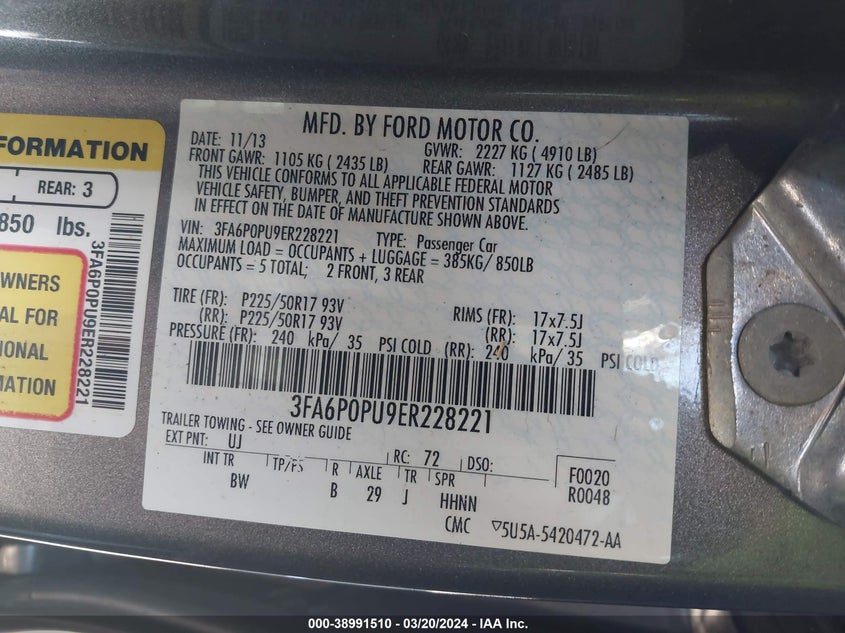 FORMATION
REAR: 3
850 lbs.
WNERS
AL FOR
IONAL
MATION
3FA6P0PU9ER228221
MFD. BY FORD MOTOR CO.
DATE: 11/13 GVWR: 2227 KG ( 4910 LB)
FRONT GAWR: 1105 KG ( 2435 LB) REAR GAWR: 1127 KG ( 2485 LB)
THIS VEHICLE CONFORMS TO ALL APPLICABLE FEDERAL MOTOR
VEHICLE SAFETY, BUMPER, AND THEFT PREVENTION STANDARDS
IN EFFECT ON THE DATE OF MANUFACTURE SHOWN ABOVE.
VIN: 3FA6P0PU9ER228221 TYPE: Passenger Car
MAXIMUM LOAD = OCCUPANTS + LUGGAGE = 385KG/ 850LB
OCCUPANTS = 5 TOTAL; 2 FRONT, 3 REAR
TIRE (FR): P225/50R17 93V RIMS (FR): 17x7.5J
(RR): P225/50R17 93V (RR): 17x7.5J
PRESSURE (FR): 240 kPa/ 35 PSI COLD (RR): 240 kPa/ 35 PSI COLD
3FA6P0PU9ER228221
TRAILER TOWING - SEE OWNER GUIDE
EXT PNT: UJ RC: 72 DSO: F0020
INT TR TP/PS R AXLE TR SPR R0048
BW B 29 J HHNN
CMC 5U5A-5420472-AA
000-38991510 - 03/20/2024 - IAA Inc.